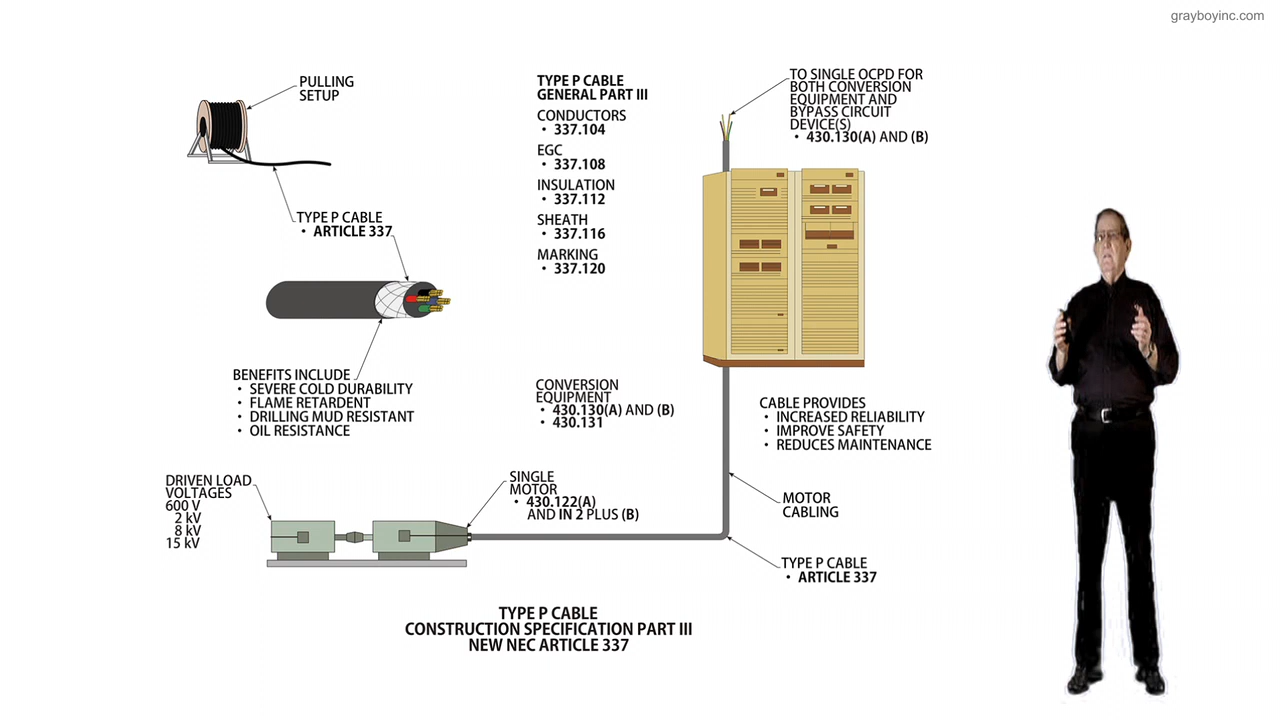 grayboyinc.com
PULLING
SETUP
TYPE P CABLE
• ARTICLE 337
BENEFITS INCLUDE
• SEVERE COLD DURABILITY
• FLAME RETARDENT
• DRILLING MUD RESISTANT
• OIL RESISTANCE
TYPE P CABLE
GENERAL PART III
CONDUCTORS
• 337.104
EGC
• 337.108
INSULATION
• 337.112
SHEATH
• 337.116
MARKING
• 337.120
TO SINGLE OCPD FOR
BOTH CONVERSION
EQUIPMENT AND
BYPASS CIRCUIT
DEVICE(S)
• 430.130(A) AND (B)
CONVERSION
EQUIPMENT
• 430.130(A) AND (B)
• 430.131
CABLE PROVIDES
• INCREASED RELIABILITY
• IMPROVE SAFETY
• REDUCES MAINTENANCE
DRIVEN LOAD
VOLTAGES
600 V
2 kV
8 kV
15 kV
SINGLE
MOTOR
• 430.122(A)
AND IN 2 PLUS (B)
MOTOR
CABLING
TYPE P CABLE
• ARTICLE 337
TYPE P CABLE
CONSTRUCTION SPECIFICATION PART III
NEW NEC ARTICLE 337